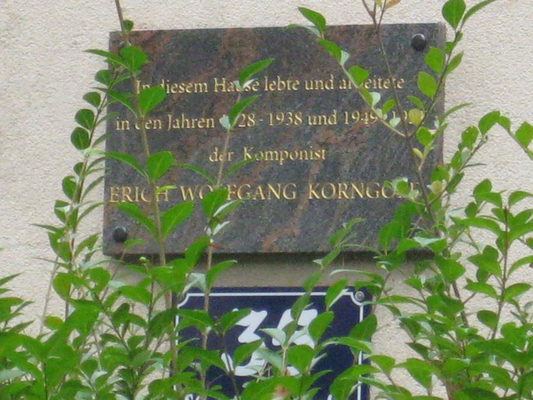 In diesem Hause lebte und arbeitete
in den Jahren 1928 - 1938 und 1949
der Komponist
ERICH WOLFGANG KORNGOLD